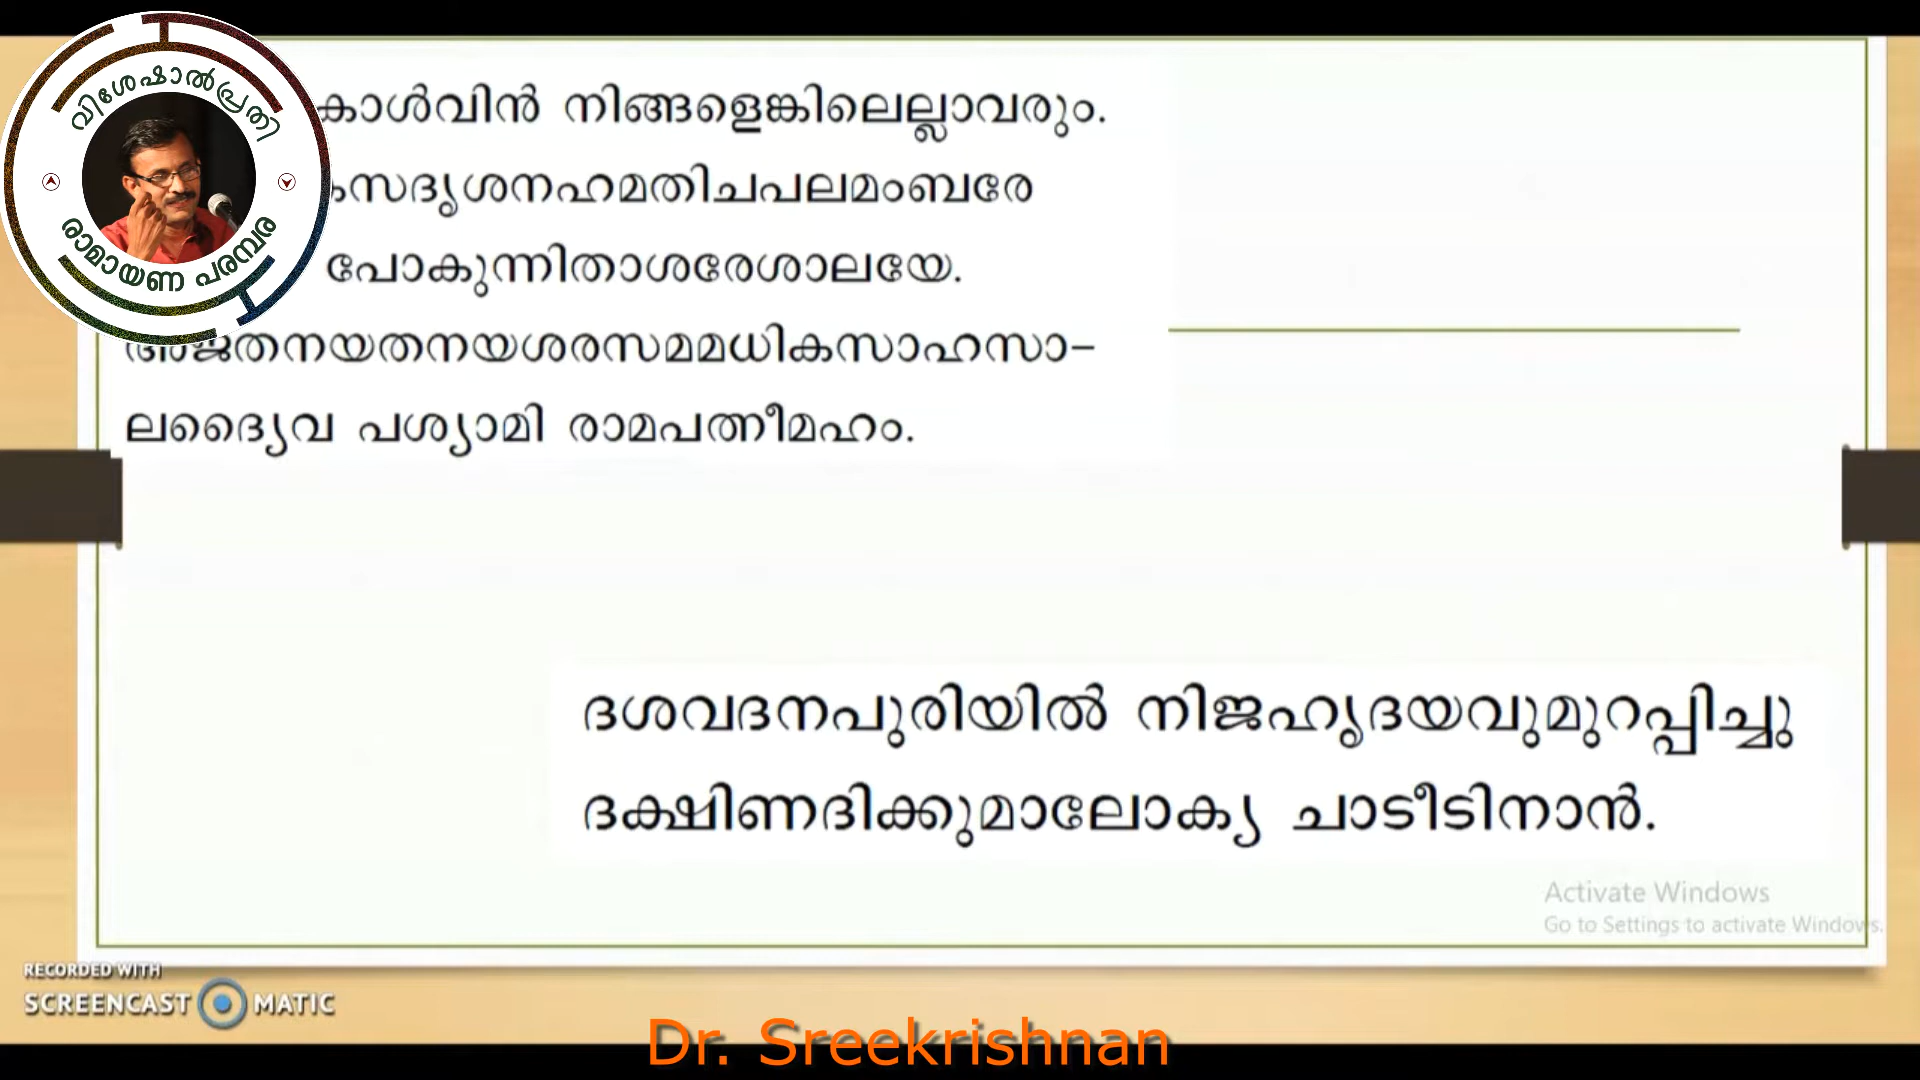 വിശേഷാൽപ്രതി
രാമായണ പരമ്പര
കാൾവിൻ നിങ്ങളെങ്കിലെല്ലാവരും.
സദൃശനഹമതിചപലമംബരേ
പോകുന്നിതാശരേശാലയേ.
അജതനയതനയശരസമമധികസാഹസാ-
ലദ്യൈവ പശ്യാമി രാമപത്നീമഹം.
ദശവദനപുരിയിൽ നിജഹൃദയവുമുറപ്പിച്ചു
ദക്ഷിണദിക്കുമാലോക്യ ചാടീടിനാൻ.
Activate Windows
Go to Settings to activate Windows.
RECORDED WITH
SCREENCAST MATIC
Dr. Sreekrishnan